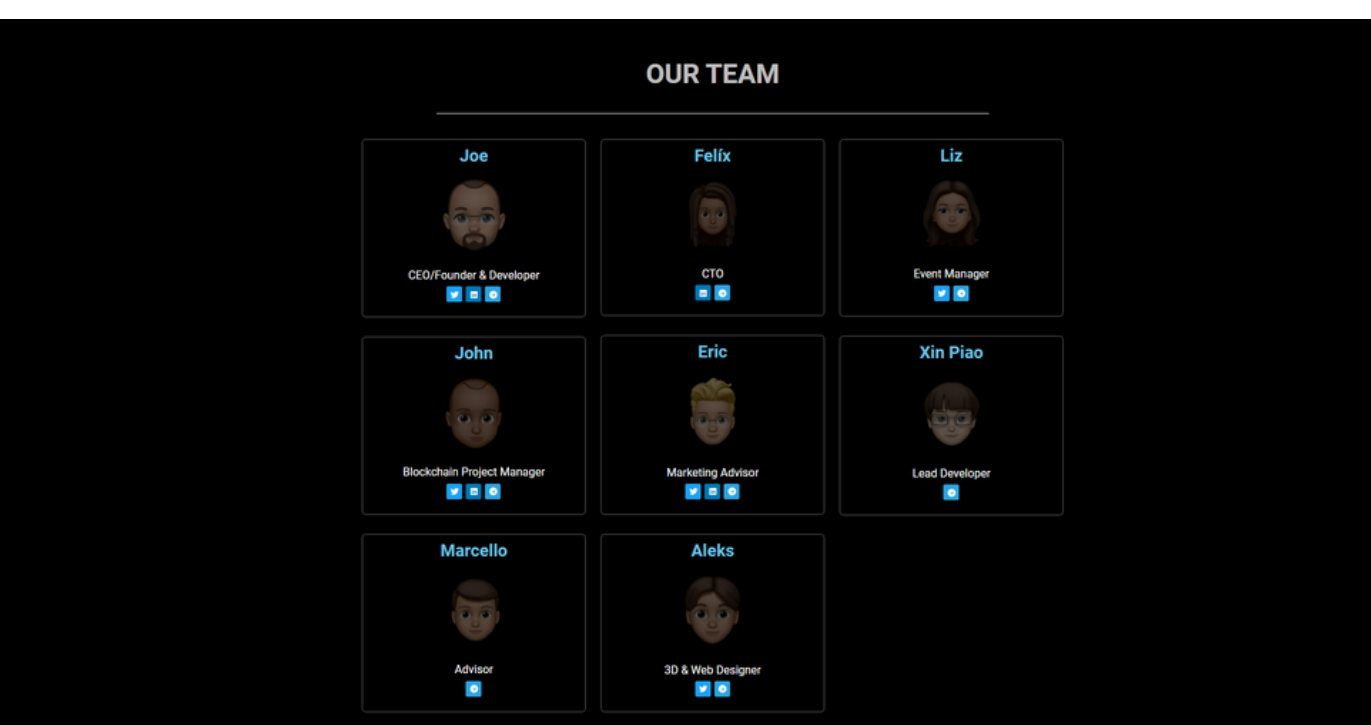 OUR TEAM
Joe
CEO/Founder & Developer
Felíx
CTO
Liz
Event Manager
John
Blockchain Project Manager
Eric
Marketing Advisor
Xin Piao
Lead Developer
Marcello
Advisor
Aleks
3D & Web Designer